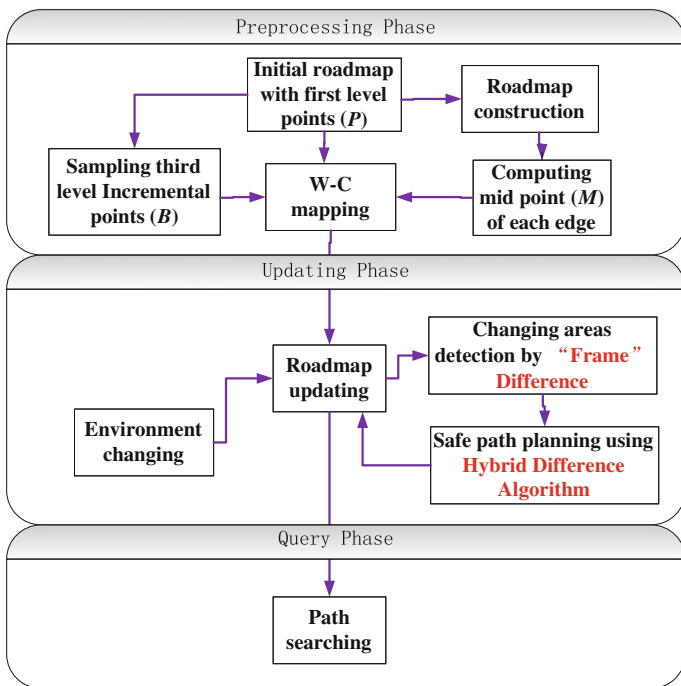 Preprocessing Phase
Initial roadmap
with first level
points (P)
Roadmap
construction
Sampling third
level Incremental
points (B)
W-C
mapping
Computing
mid point (M)
of each edge
Updating Phase
Changing areas
detection by “Frame”
Difference
Roadmap
updating
Environment
changing
Safe path planning using
Hybrid Difference
Algorithm
Query Phase
Path
searching